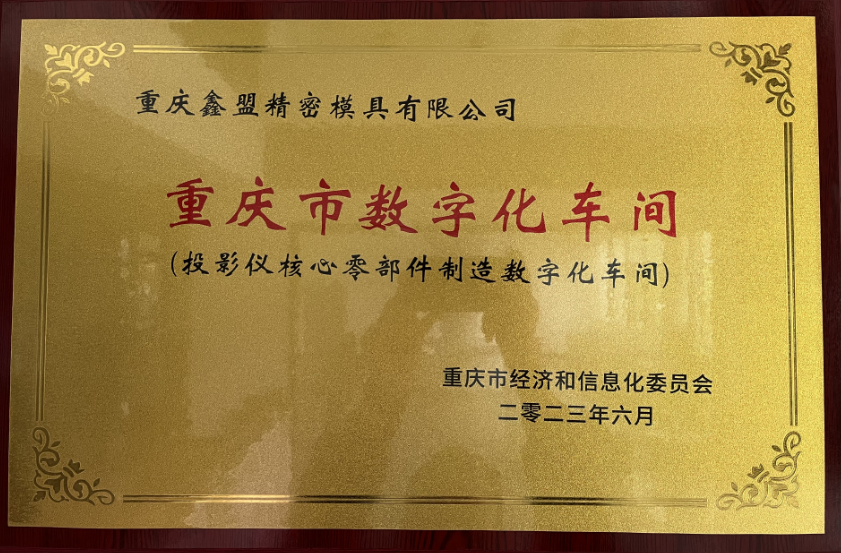 重庆鑫盟精密模具有限公司
重庆市数字化车间
(投影仪核心零部件制造数字化车间)
重庆市经济和信息化委员会
二零二三年六月